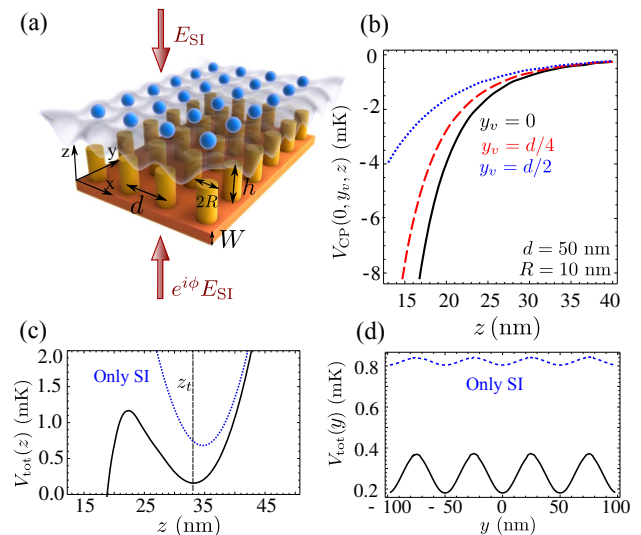 (a)
E_SI
z
y
x
d
2R
h
W
e^{iϕ}E_SI
(b)
V_CP(0, y_v, z) (mK)
0
-2
-4
-6
-8
y_v = 0
y_v = d/4
y_v = d/2
d = 50 nm
R = 10 nm
15 20 25 30 35 40
z (nm)
(c)
V_tot(z) (mK)
2.0
1.5
1.0
0.5
0.0
Only SI
z_t
15 25 35 45
z (nm)
(d)
V_tot(y) (mK)
0.8
0.6
0.4
0.2
Only SI
- 100 - 50 0 50 100
y (nm)